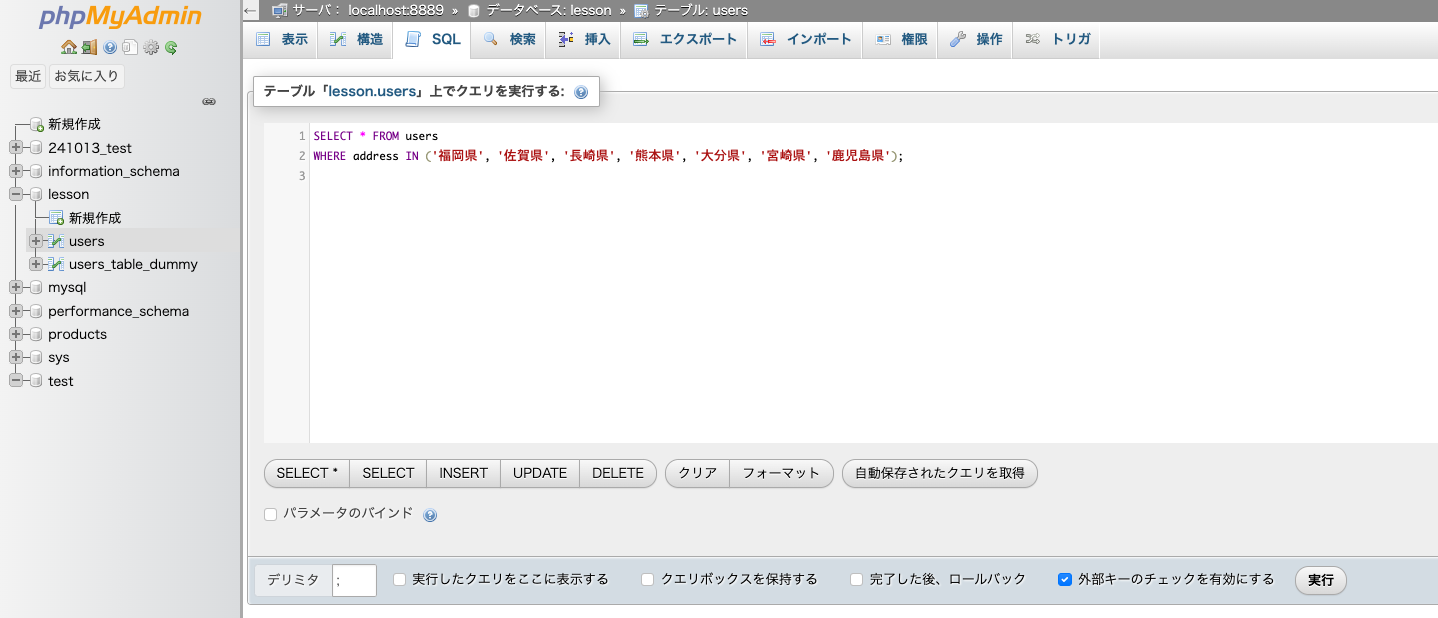 phpMyAdmin
最近 お気に入り
新規作成
241013_test
information_schema
lesson
新規作成
users
users_table_dummy
mysql
performance_schema
products
sys
test
← サーバ: localhost:8889 » データベース: lesson » テーブル: users
表示 構造 SQL 検索 挿入 エクスポート インポート 権限 操作 トリガ
テーブル「lesson.users」上でクエリを実行する:
1 SELECT * FROM users
2 WHERE address IN ('福岡県', '佐賀県', '長崎県', '熊本県', '大分県', '宮崎県', '鹿児島県');
3
SELECT * SELECT INSERT UPDATE DELETE クリア フォーマット 自動保存されたクエリを取得
パラメータのバインド
デリミタ ; 実行したクエリをここに表示する クエリボックスを保持する 完了した後、ロールバック 外部キーのチェックを有効にする 実行